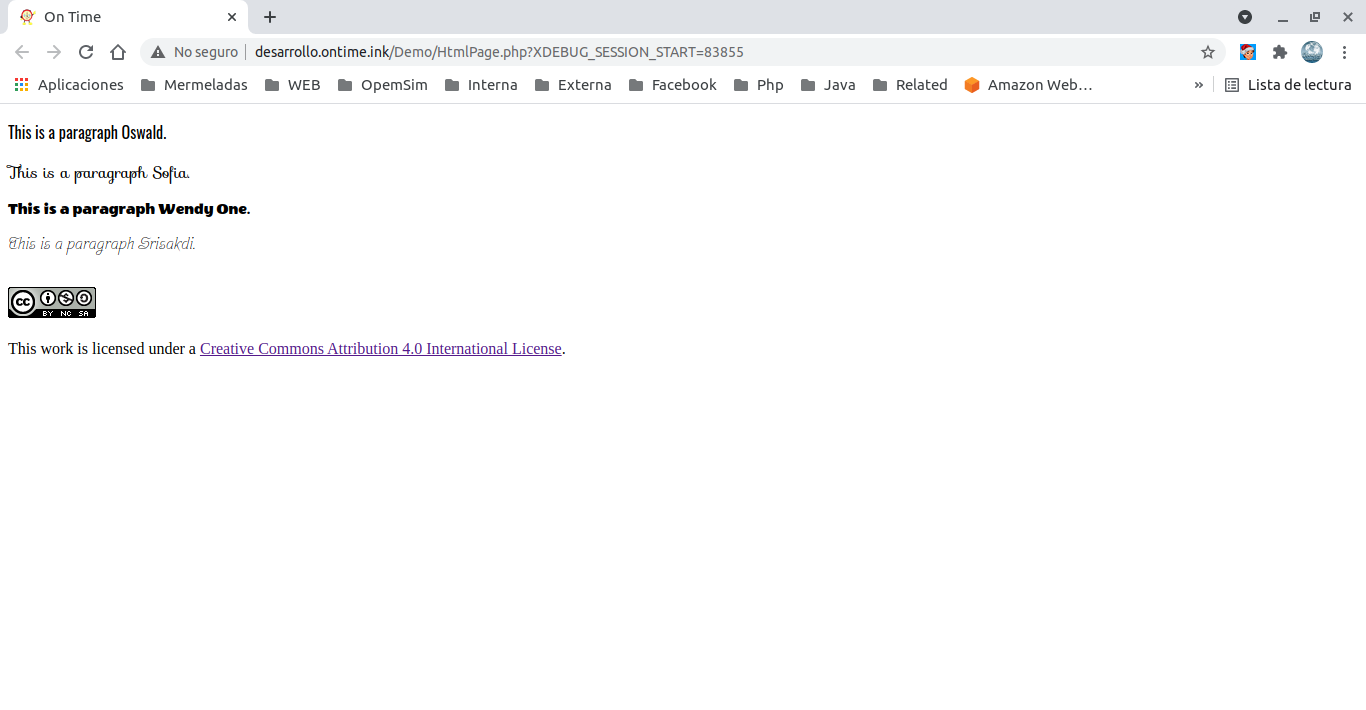 On Time
No seguro desarrollo.ontime.ink/Demo/HtmlPage.php?XDEBUG_SESSION_START=83855
Aplicaciones Mermeladas WEB OpemSim Interna Externa Facebook Php Java Related Amazon Web… » Lista de lectura
This is a paragraph Oswald.
This is a paragraph Sofia.
This is a paragraph Wendy One.
This is a paragraph Srisakdi.
cc BY NC SA
This work is licensed under a Creative Commons Attribution 4.0 International License.